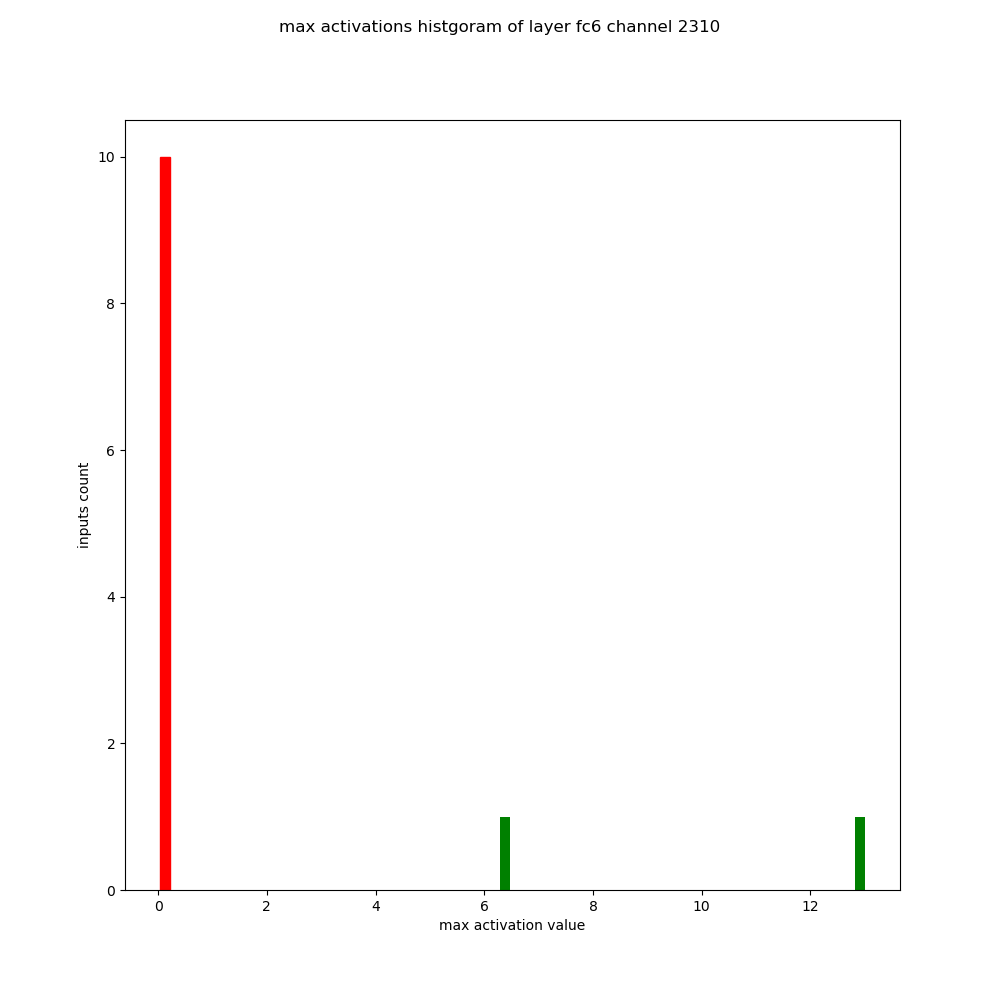 max activations histgoram of layer fc6 channel 2310
10
8
6
4
2
0
inputs count
0 2 4 6 8 10 12
max activation value